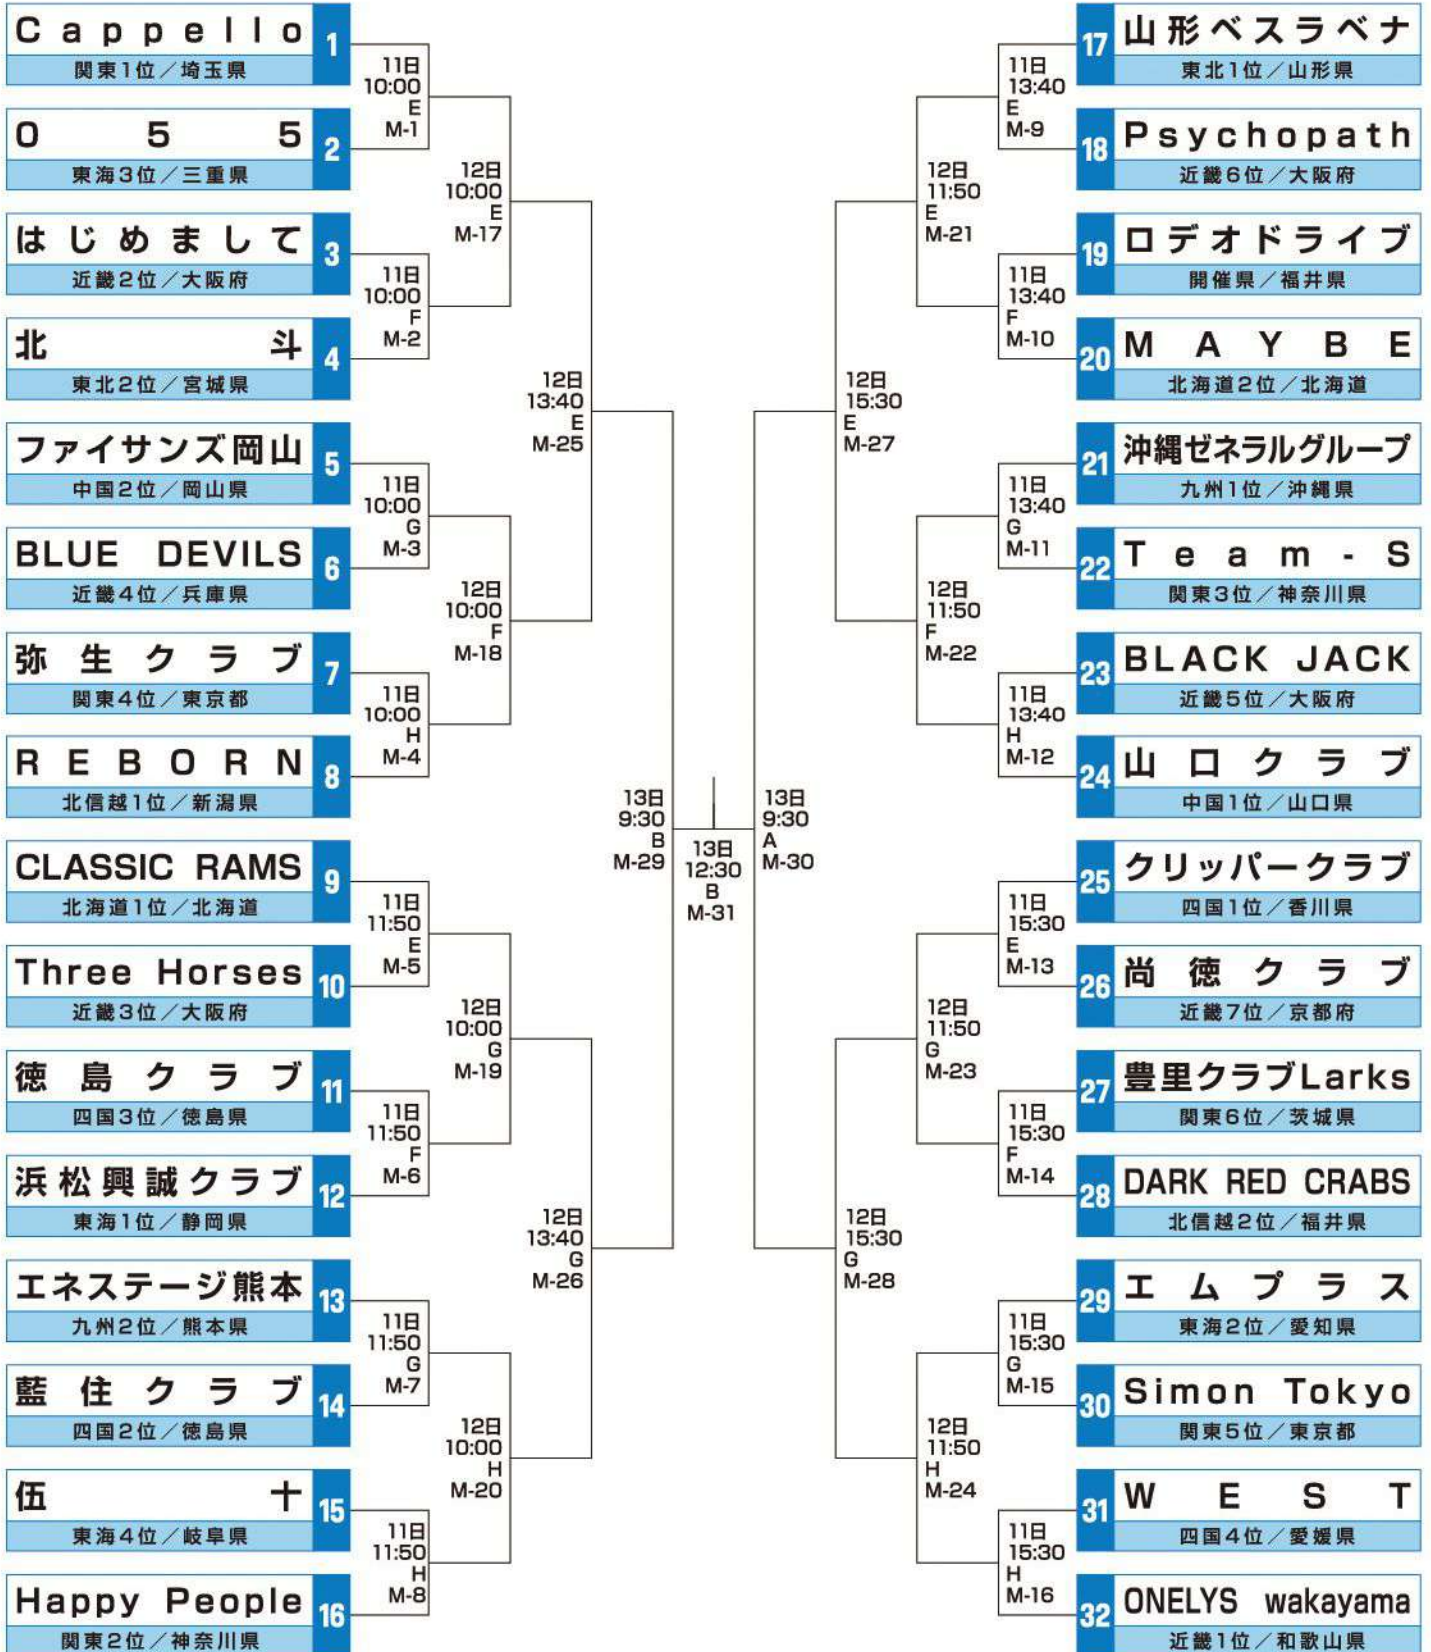 Cappello
1
関東1位／埼玉県
055
2
東海3位／三重県
はじめまして
3
近畿2位／大阪府
北斗
4
東北2位／宮城県
ファイサンズ岡山
5
中国2位／岡山県
BLUE DEVILS
6
近畿4位／兵庫県
弥生クラブ
7
関東4位／東京都
REBORN
8
北信越1位／新潟県
CLASSIC RAMS
9
北海道1位／北海道
Three Horses
10
近畿3位／大阪府
徳島クラブ
11
四国3位／徳島県
浜松興誠クラブ
12
東海1位／静岡県
エネステージ熊本
13
九州2位／熊本県
藍住クラブ
14
四国2位／徳島県
伍十
15
東海4位／岐阜県
Happy People
16
関東2位／神奈川県
11日
10:00
E
M-1
11日
10:00
F
M-2
11日
10:00
G
M-3
11日
10:00
H
M-4
11日
11:50
E
M-5
11日
11:50
F
M-6
11日
11:50
G
M-7
11日
11:50
H
M-8
12日
10:00
E
M-17
12日
10:00
F
M-18
12日
10:00
G
M-19
12日
10:00
H
M-20
12日
13:40
E
M-25
12日
13:40
G
M-26
13日
9:30
B
M-29
13日
12:30
B
M-31
13日
9:30
A
M-30
12日
15:30
E
M-27
12日
15:30
G
M-28
12日
11:50
E
M-21
12日
11:50
F
M-22
12日
11:50
G
M-23
12日
11:50
H
M-24
11日
13:40
E
M-9
11日
13:40
F
M-10
11日
13:40
G
M-11
11日
13:40
H
M-12
11日
15:30
E
M-13
11日
15:30
F
M-14
11日
15:30
G
M-15
11日
15:30
H
M-16
17
山形ベスラベナ
東北1位／山形県
18
Psychopath
近畿6位／大阪府
19
ロデオドライブ
開催県／福井県
20
MAYBE
北海道2位／北海道
21
沖縄ゼネラルグループ
九州1位／沖縄県
22
Team-S
関東3位／神奈川県
23
BLACK JACK
近畿5位／大阪府
24
山口クラブ
中国1位／山口県
25
クリッパークラブ
四国1位／香川県
26
尚徳クラブ
近畿7位／京都府
27
豊里クラブLarks
関東6位／茨城県
28
DARK RED CRABS
北信越2位／福井県
29
エムプラス
東海2位／愛知県
30
Simon Tokyo
関東5位／東京都
31
WEST
四国4位／愛媛県
32
ONELYS wakayama
近畿1位／和歌山県